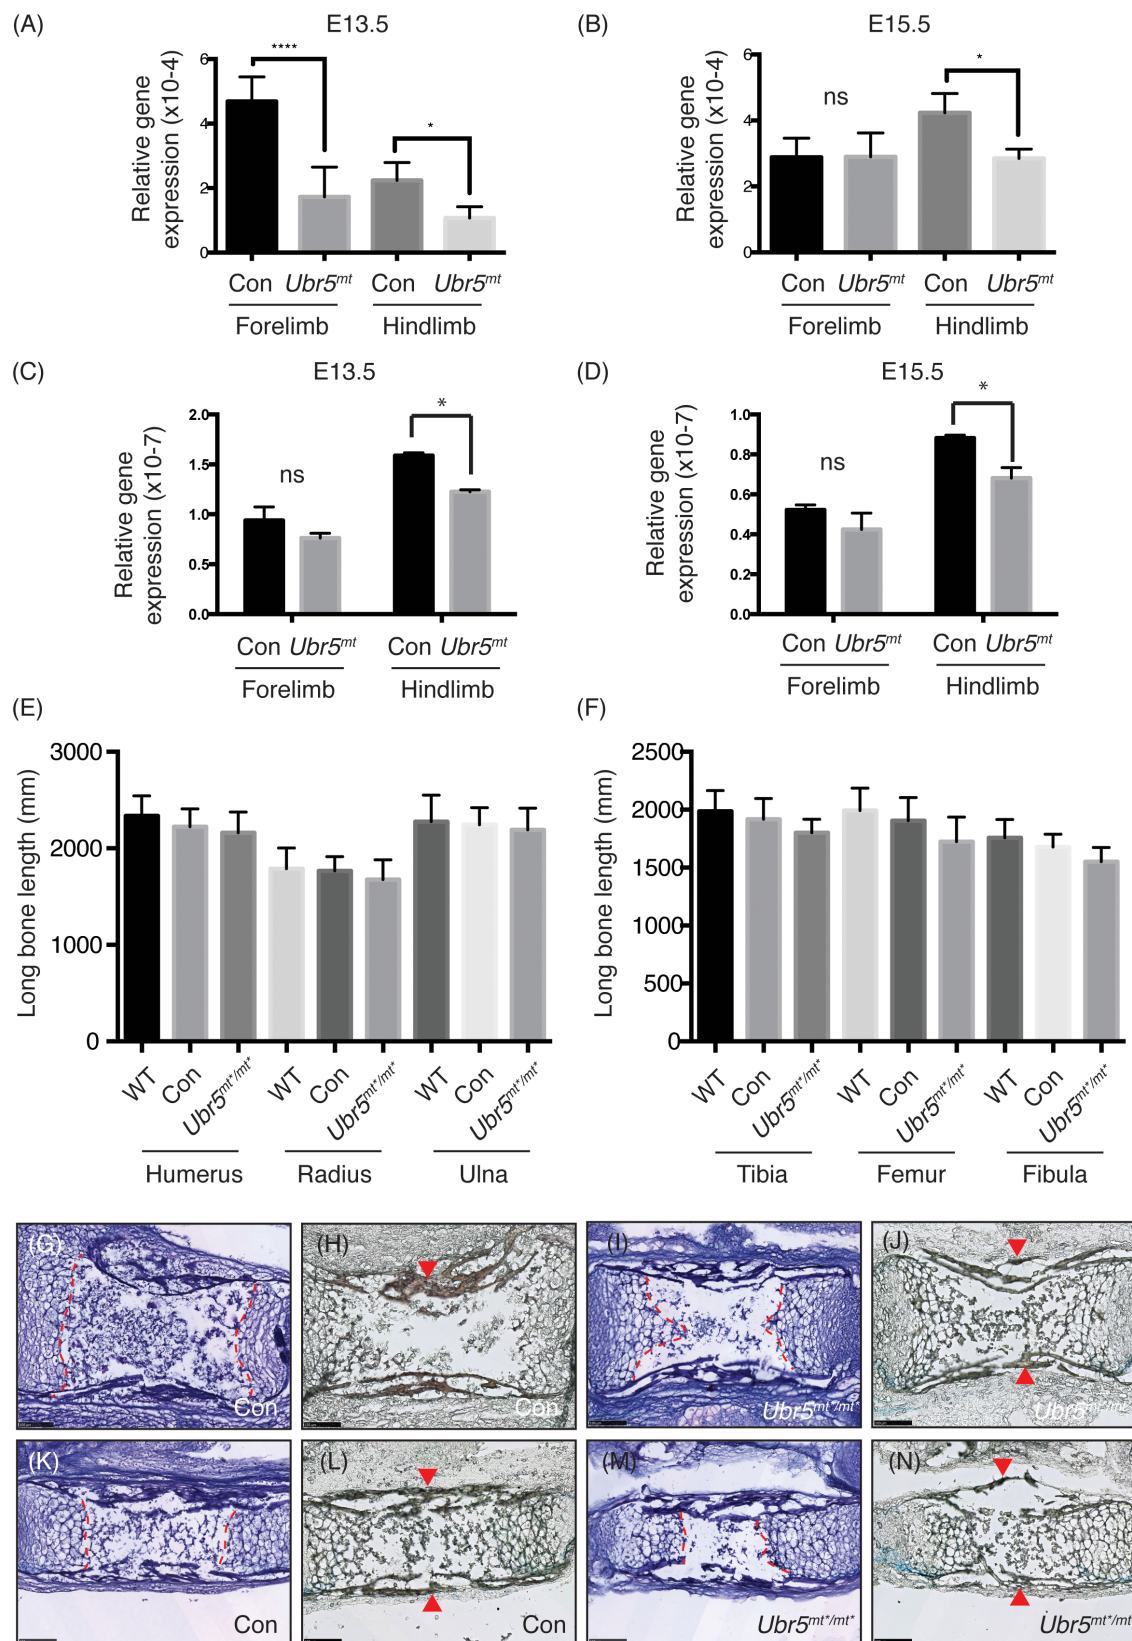 (A) E13.5
Relative gene
expression (x10-4)
6
4
2
0
****
*
Con Ubr5mt Con Ubr5mt
Forelimb Hindlimb
(B) E15.5
Relative gene
expression (x10-4)
6
4
2
0
ns
*
Con Ubr5mt Con Ubr5mt
Forelimb Hindlimb
(C) E13.5
Relative gene
expression (x10-7)
2.0
1.5
1.0
0.5
0.0
ns
*
Con Ubr5mt Con Ubr5mt
Forelimb Hindlimb
(D) E15.5
Relative gene
expression (x10-7)
1.0
0.8
0.6
0.4
0.2
0.0
ns
*
Con Ubr5mt Con Ubr5mt
Forelimb Hindlimb
(E)
Long bone length (mm)
3000
2000
1000
0
WT Con Ubr5mt*/mt* WT Con Ubr5mt*/mt* WT Con Ubr5mt*/mt*
Humerus Radius Ulna
(F)
Long bone length (mm)
2500
2000
1500
1000
500
0
WT Con Ubr5mt*/mt* WT Con Ubr5mt*/mt* WT Con Ubr5mt*/mt*
Tibia Femur Fibula
(G) (H) (I) (J)
Con Con Ubr5mt*/mt* Ubr5mt*/mt
(K) (L) (M) (N)
Con Con Ubr5mt*/mt* Ubr5mt*/mt